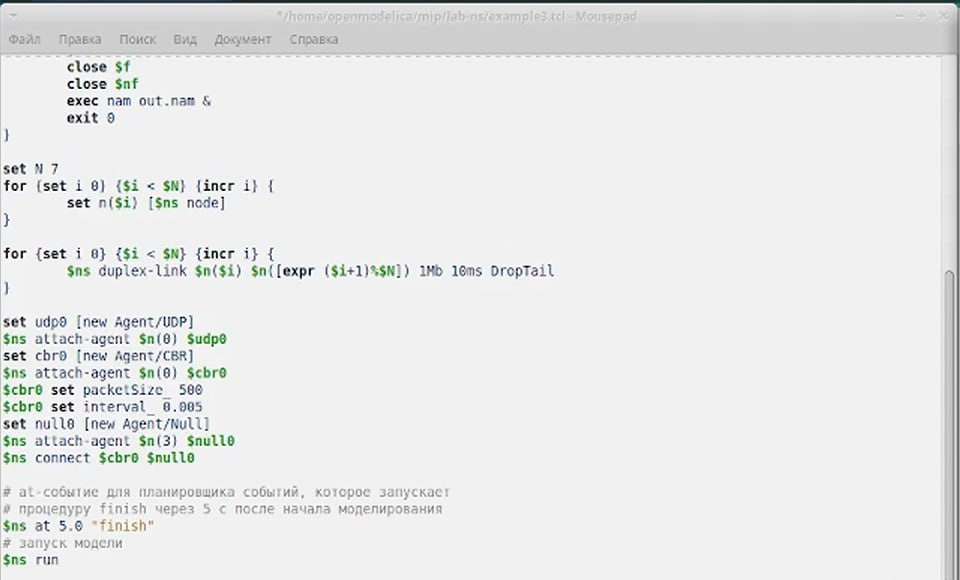 */home/openmodelica/mip/lab-ns/example3.tcl - Mousepad
Файл Правка Поиск Вид Документ Справка
close $f
close $nf
exec nam out.nam &
exit 0
}
set N 7
for {set i 0} {$i < $N} {incr i} {
set n($i) [$ns node]
}
for {set i 0} {$i < $N} {incr i} {
$ns duplex-link $n($i) $n([expr ($i+1)%$N]) 1Mb 10ms DropTail
}
set udp0 [new Agent/UDP]
$ns attach-agent $n(0) $udp0
set cbr0 [new Agent/CBR]
$ns attach-agent $n(0) $cbr0
$cbr0 set packetSize_ 500
$cbr0 set interval_ 0.005
set null0 [new Agent/Null]
$ns attach-agent $n(3) $null0
$ns connect $cbr0 $null0
# at-событие для планировщика событий, которое запускает
# процедуру finish через 5 с после начала моделирования
$ns at 5.0 "finish"
# запуск модели
$ns run